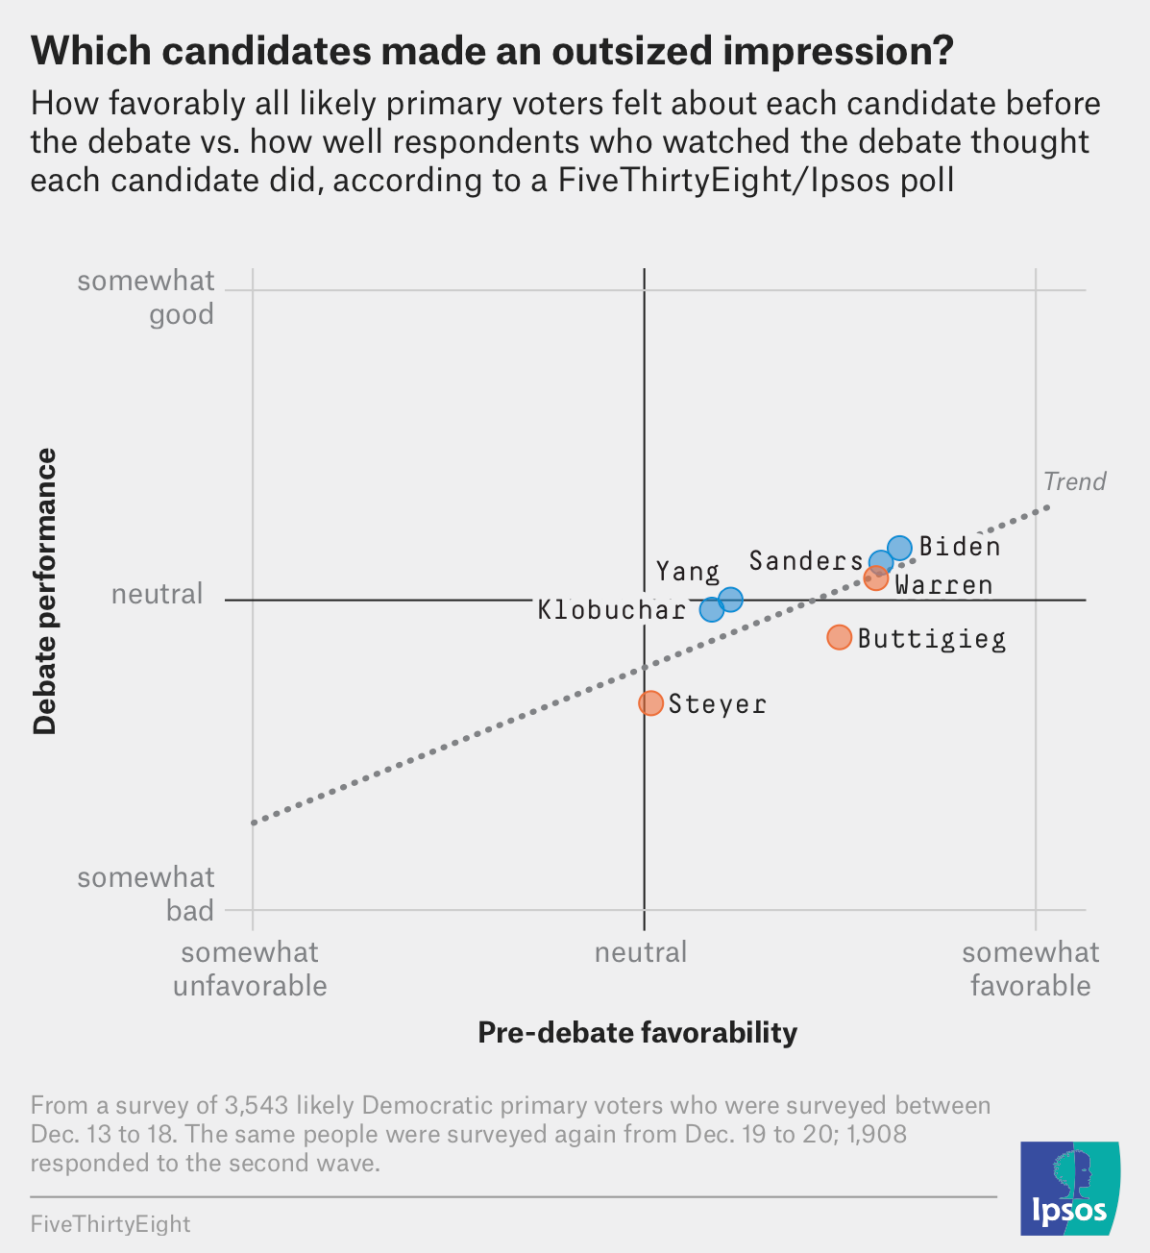 Which candidates made an outsized impression?
How favorably all likely primary voters felt about each candidate before
the debate vs. how well respondents who watched the debate thought
each candidate did, according to a FiveThirtyEight/Ipsos poll
somewhat
good
Trend
Biden
Sanders
Yang
Warren
neutral
Klobuchar
Buttigieg
Steyer
Debate performance
somewhat
bad
somewhat
unfavorable
neutral
somewhat
favorable
Pre-debate favorability
From a survey of 3,543 likely Democratic primary voters who were surveyed between
Dec. 13 to 18. The same people were surveyed again from Dec. 19 to 20; 1,908
responded to the second wave.
Ipsos
FiveThirtyEight